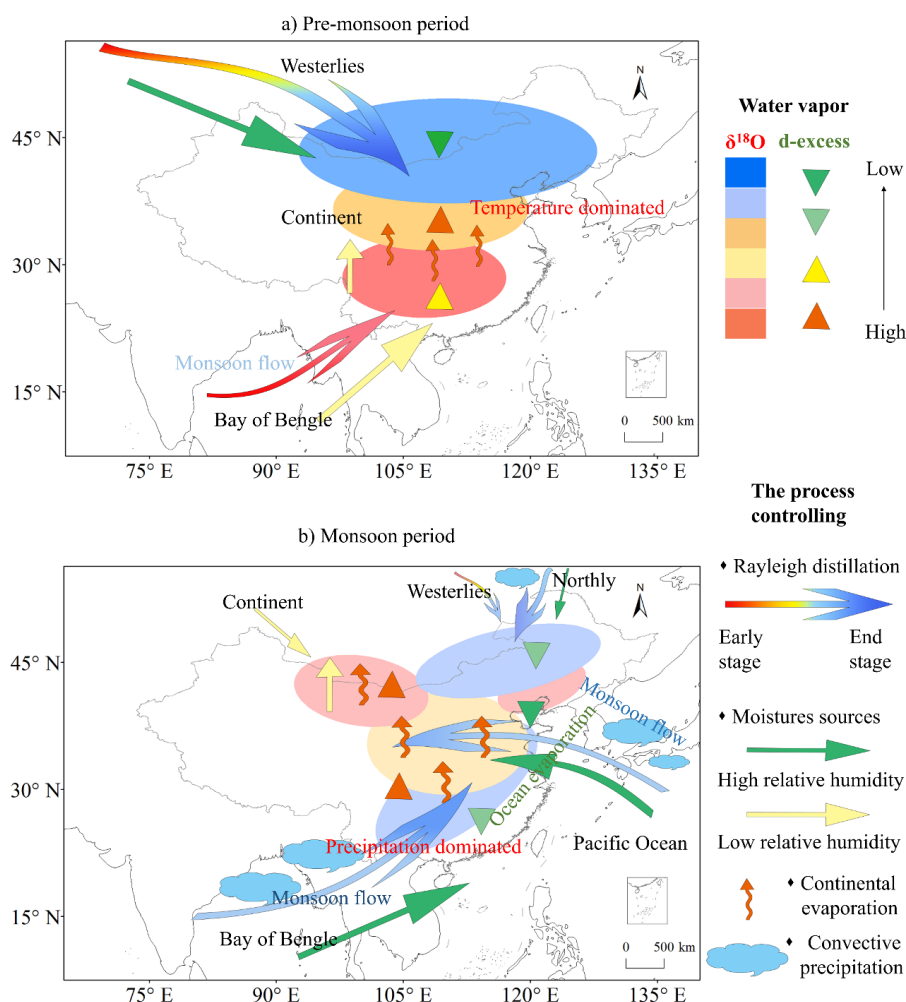 a) Pre-monsoon period
Westerlies
N
45° N
Continent
Temperature dominated
30° N
Monsoon flow
15° N
Bay of Bengle
0 500 km
75° E 90° E 105° E 120° E 135° E
Water vapor
δ18O d-excess
Low
High
b) Monsoon period
Westerlies
Northly
N
Continent
45° N
Monsoon flow
Ocean evaporation
30° N
Precipitation dominated
Pacific Ocean
Monsoon flow
15° N
Bay of Bengle
0 500 km
75° E 90° E 105° E 120° E 135° E
The process
controlling
Rayleigh distillation
Early
stage
End
stage
Moistures sources
High relative humidity
Low relative humidity
Continental
evaporation
Convective
precipitation